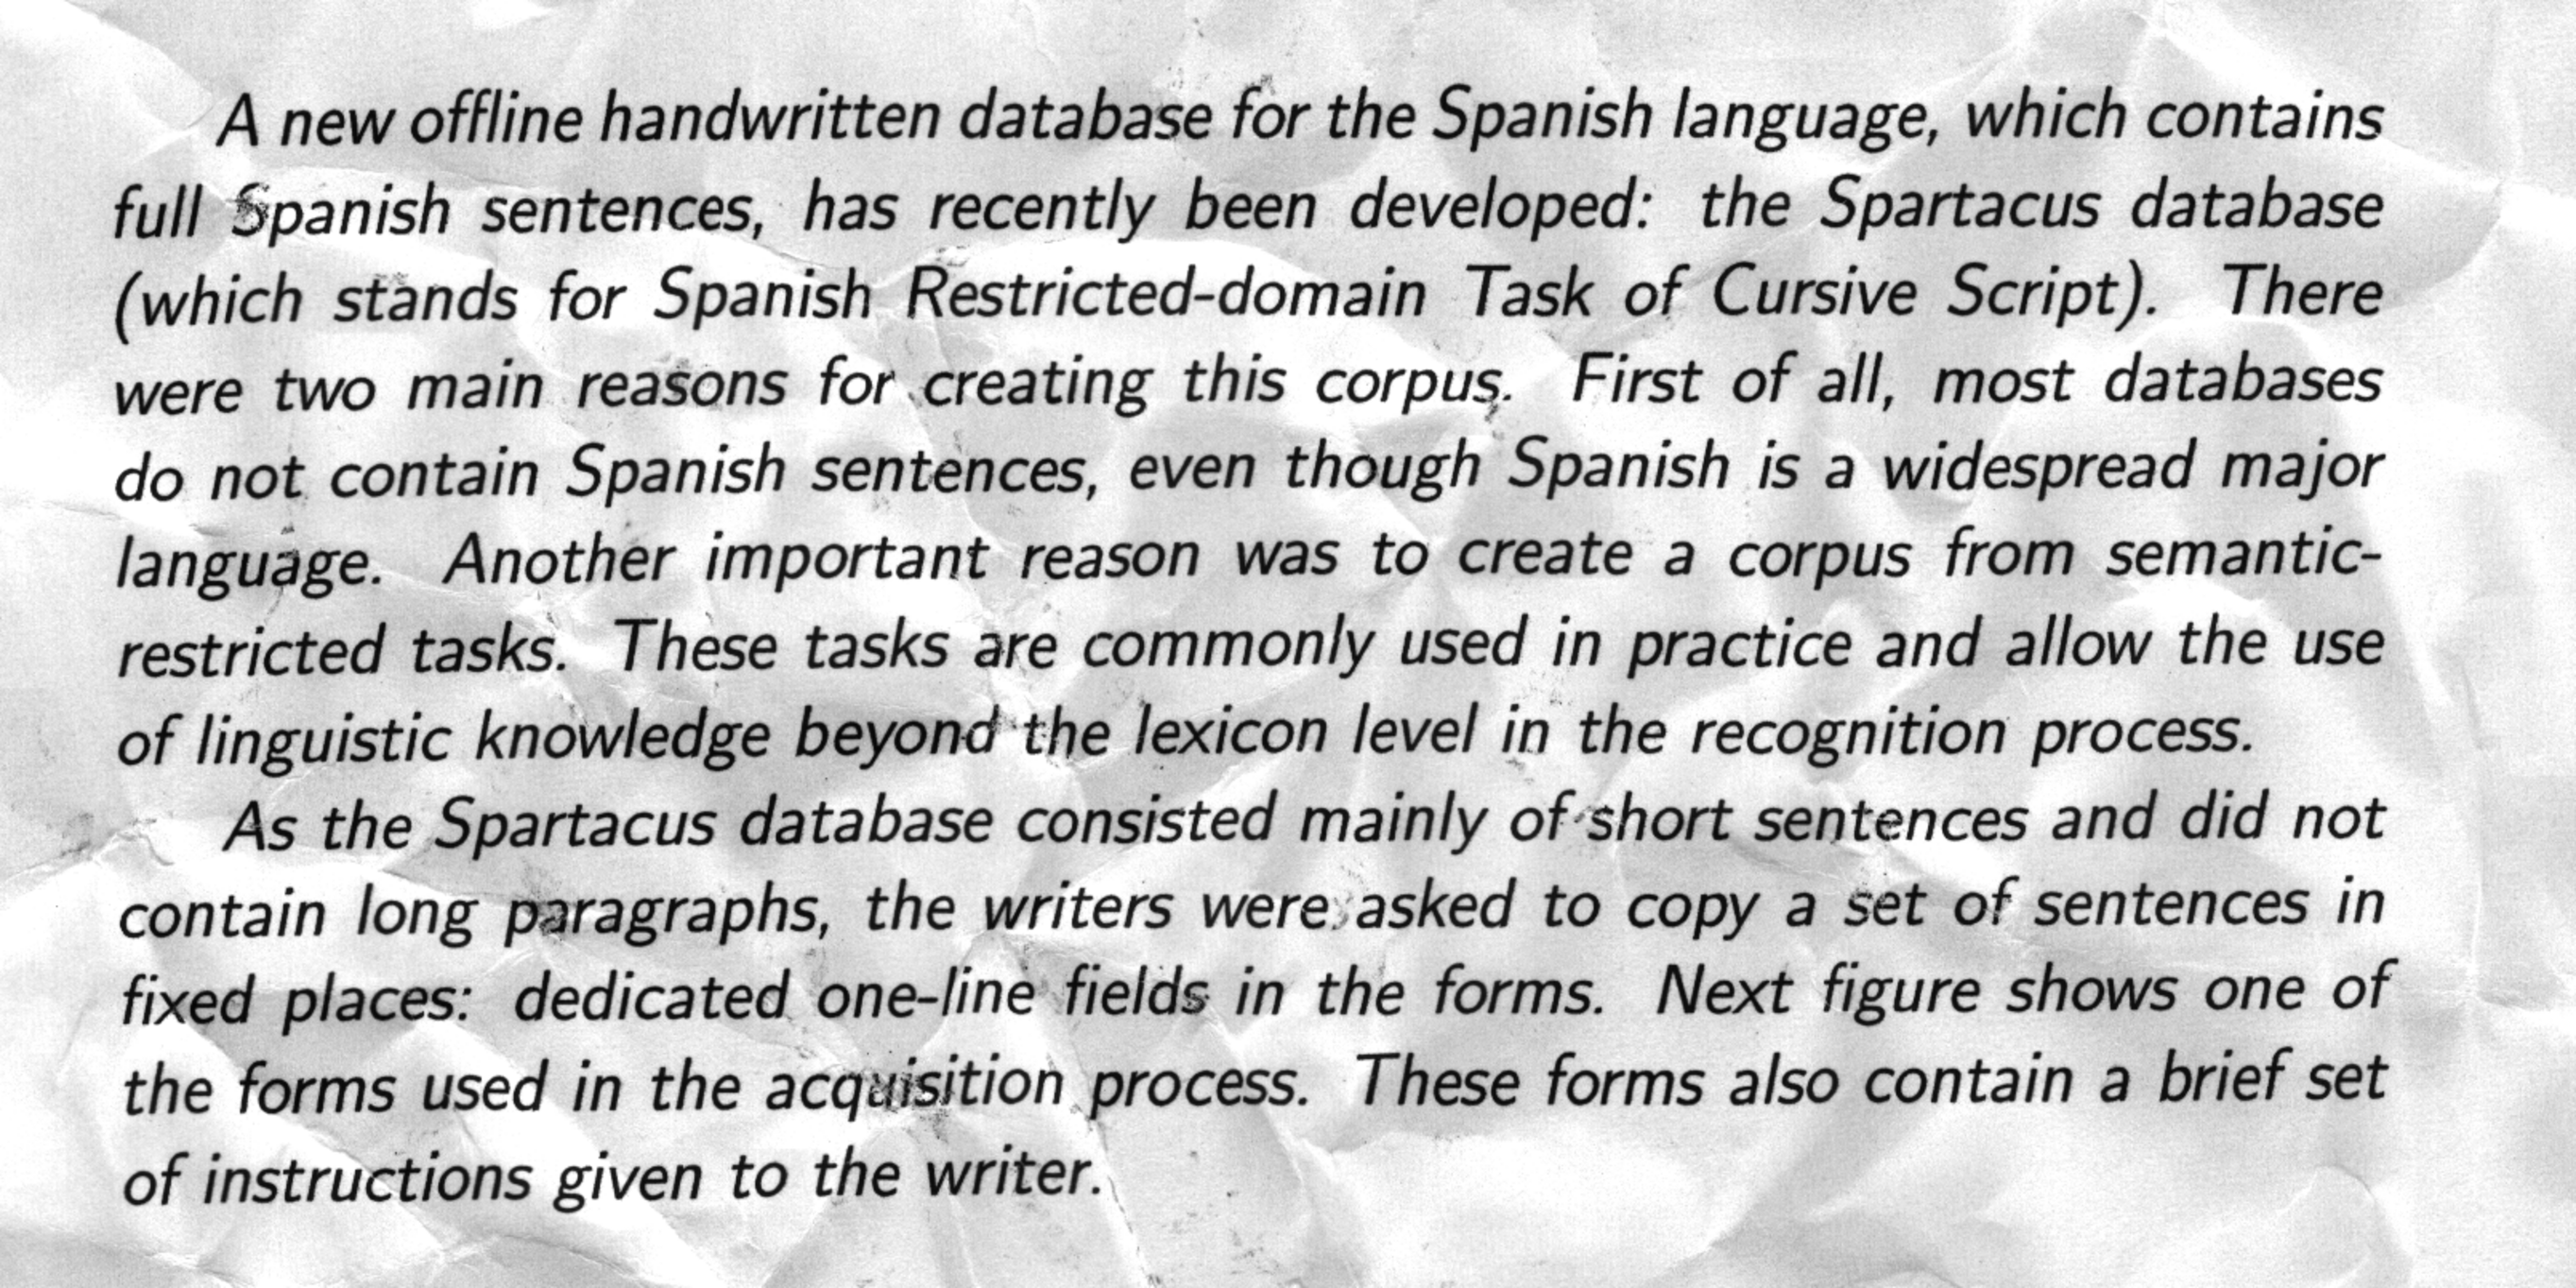 A new offline handwritten database for the Spanish language, which contains
full Spanish sentences, has recently been developed: the Spartacus database
(which stands for Spanish Restricted-domain Task of Cursive Script). There
were two main reasons for creating this corpus. First of all, most databases
do not contain Spanish sentences, even though Spanish is a widespread major
language. Another important reason was to create a corpus from semantic-
restricted tasks. These tasks are commonly used in practice and allow the use
of linguistic knowledge beyond the lexicon level in the recognition process.
As the Spartacus database consisted mainly of short sentences and did not
contain long paragraphs, the writers were asked to copy a set of sentences in
fixed places: dedicated one-line fields in the forms. Next figure shows one of
the forms used in the acquisition process. These forms also contain a brief set
of instructions given to the writer.